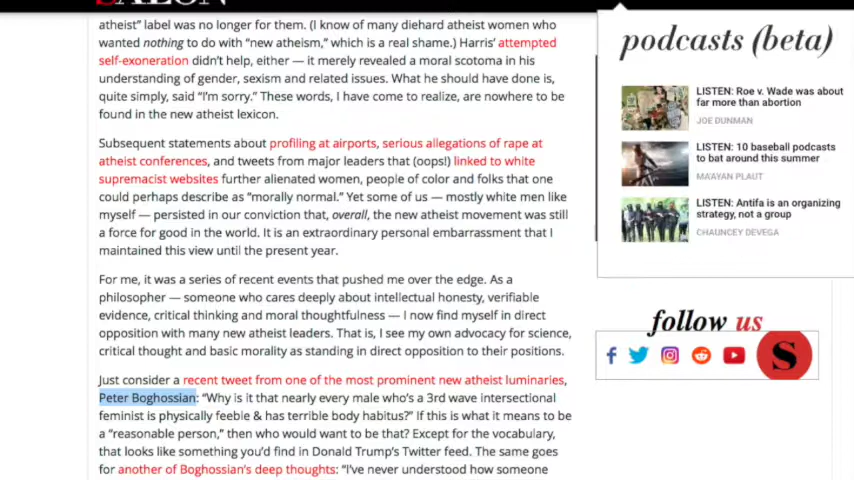 SALON
atheist” label was no longer for them. (I know of many diehard atheist women who
wanted nothing to do with “new atheism,” which is a real shame.) Harris’ attempted
self-exoneration didn’t help, either — it merely revealed a moral scotoma in his
understanding of gender, sexism and related issues. What he should have done is,
quite simply, said “I’m sorry.” These words, I have come to realize, are nowhere to be
found in the new atheist lexicon.
Subsequent statements about profiling at airports, serious allegations of rape at
atheist conferences, and tweets from major leaders that (oops!) linked to white
supremacist websites further alienated women, people of color and folks that one
could perhaps describe as “morally normal.” Yet some of us — mostly white men like
myself — persisted in our conviction that, overall, the new atheist movement was still
a force for good in the world. It is an extraordinary personal embarrassment that I
maintained this view until the present year.
For me, it was a series of recent events that pushed me over the edge. As a
philosopher — someone who cares deeply about intellectual honesty, verifiable
evidence, critical thinking and moral thoughtfulness — I now find myself in direct
opposition with many new atheist leaders. That is, I see my own advocacy for science,
critical thought and basic morality as standing in direct opposition to their positions.
Just consider a recent tweet from one of the most prominent new atheist luminaries,
Peter Boghossian: “Why is it that nearly every male who’s a 3rd wave intersectional
feminist is physically feeble & has terrible body habitus?” If this is what it means to be
a “reasonable person,” then who would want to be that? Except for the vocabulary,
that looks like something you’d find in Donald Trump’s Twitter feed. The same goes
for another of Boghossian’s deep thoughts: “I’ve never understood how someone
podcasts (beta)
LISTEN: Roe v. Wade was about
far more than abortion
JOE DUNMAN
LISTEN: 10 baseball podcasts
to bat around this summer
MA'AYAN PLAUT
LISTEN: Antifa is an organizing
strategy, not a group
CHAUNCEY DEVEGA
follow us
S